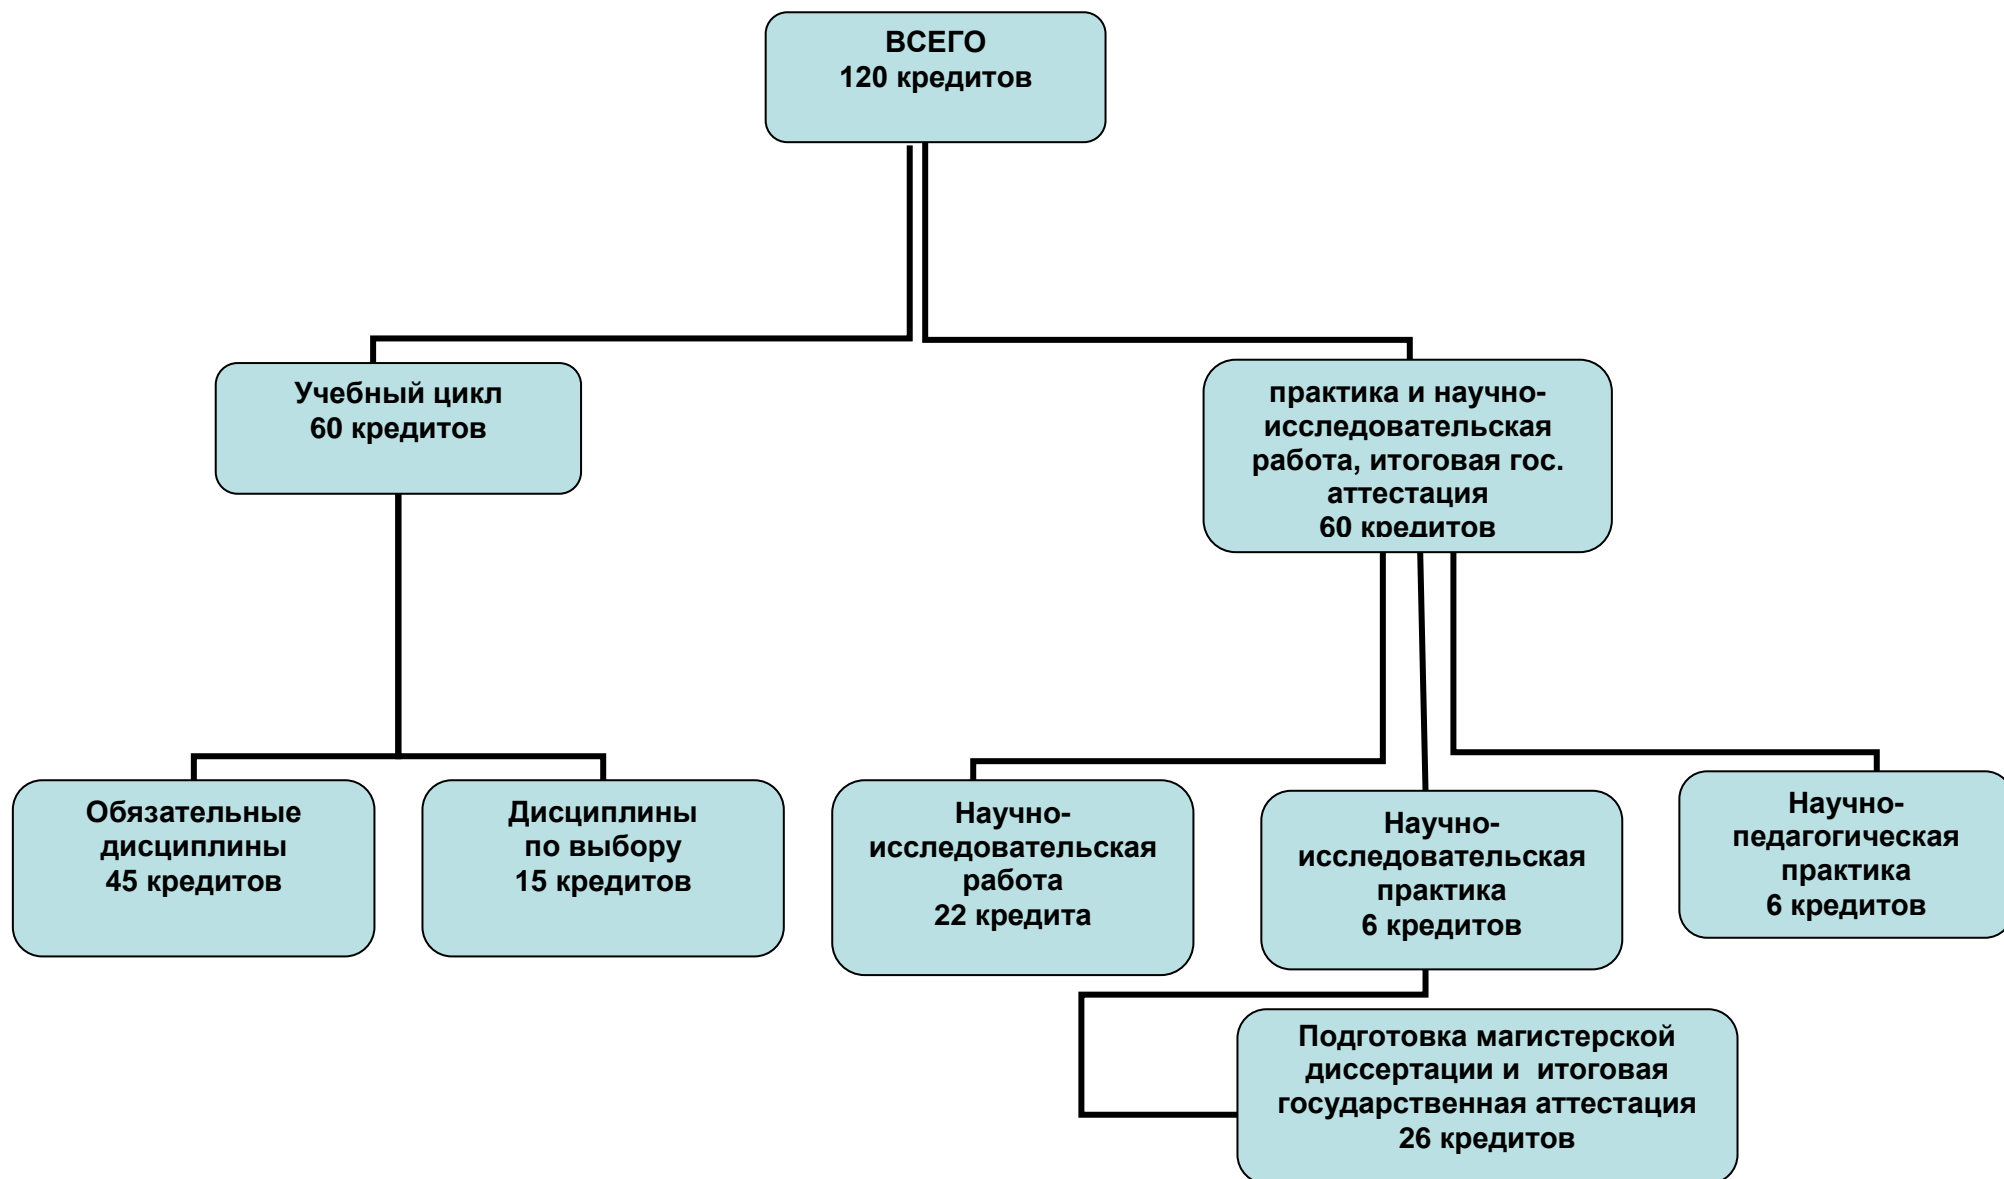 ВСЕГО
120 кредитов
Учебный цикл
60 кредитов
практика и научно-
исследовательская
работа, итоговая гос.
аттестация
60 кредитов
Обязательные
дисциплины
45 кредитов
Дисциплины
по выбору
15 кредитов
Научно-
исследовательская
работа
22 кредита
Научно-
исследовательская
практика
6 кредитов
Научно-
педагогическая
практика
6 кредитов
Подготовка магистерской
диссертации и  итоговая
государственная аттестация
26 кредитов